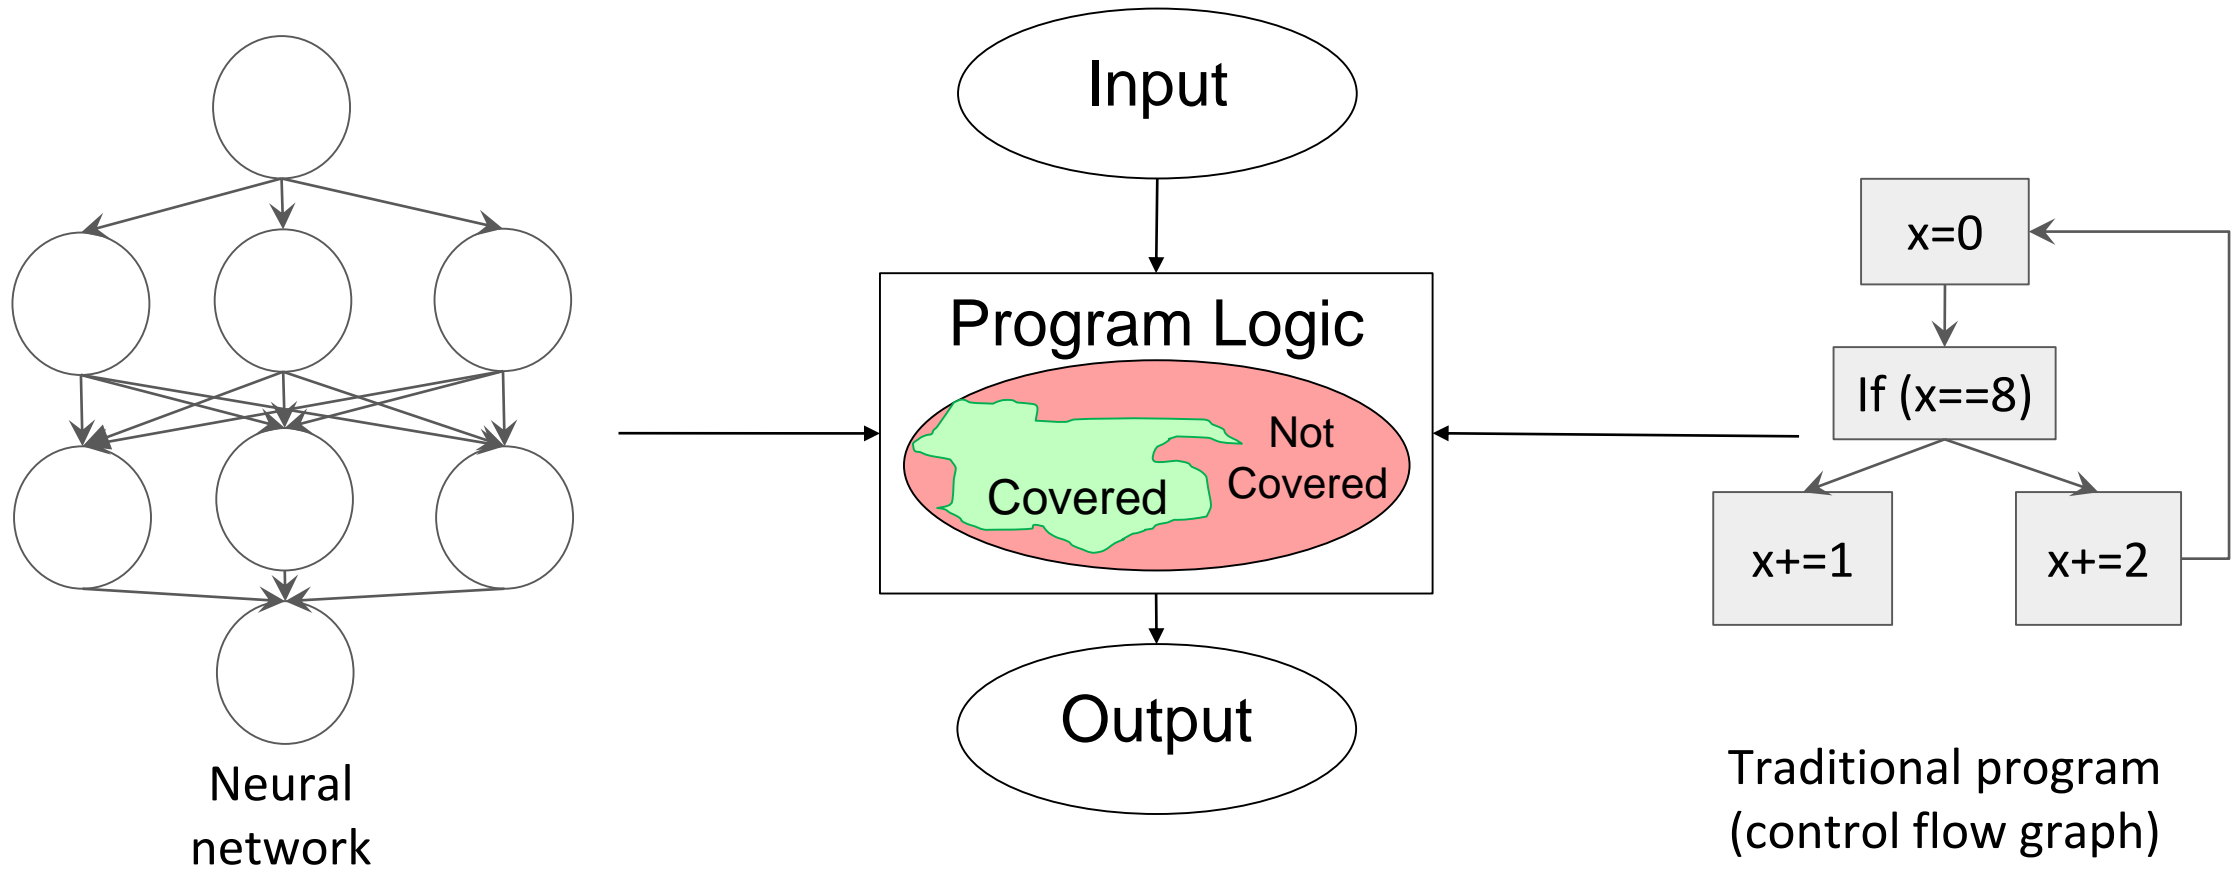 Input
Program Logic
Not
Covered
Covered
Output
Neural
network
x=0
If (x==8)
x+=1
x+=2
Traditional program
(control flow graph)